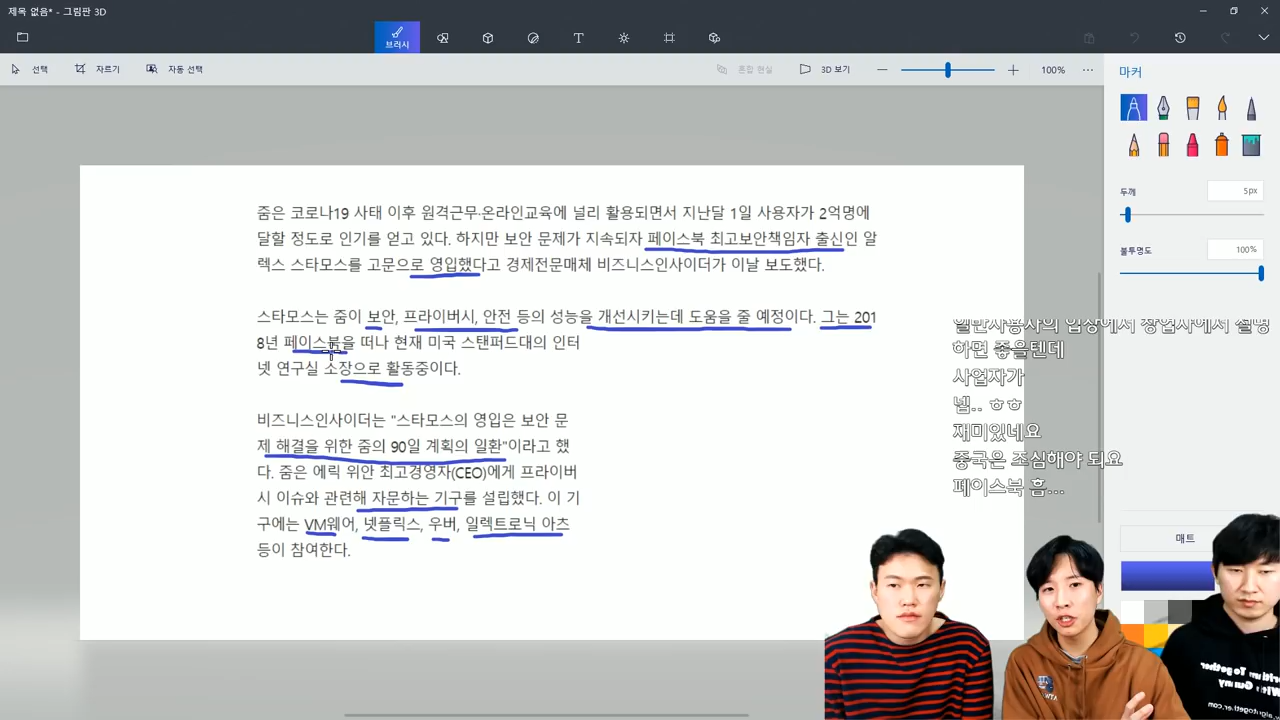 제목 없음* - 그림판 3D
브러시
선택
자르기
자동 선택
혼합 현실
3D 보기
100%
마커
두께
5px
불투명도
100%
매트
줌은 코로나19 사태 이후 원격근무·온라인교육에 널리 활용되면서 지난달 1일 사용자가 2억명에
달할 정도로 인기를 얻고 있다. 하지만 보안 문제가 지속되자 페이스북 최고보안책임자 출신인 알
렉스 스타모스를 고문으로 영입했다고 경제전문매체 비즈니스인사이더가 이날 보도했다.
스타모스는 줌이 보안, 프라이버시, 안전 등의 성능을 개선시키는데 도움을 줄 예정이다. 그는 201
8년 페이스북을 떠나 현재 미국 스탠퍼드대의 인터
넷 연구실 소장으로 활동중이다.
비즈니스인사이더는 "스타모스의 영입은 보안 문
제 해결을 위한 줌의 90일 계획의 일환"이라고 했
다. 줌은 에릭 위안 최고경영자(CEO)에게 프라이버
시 이슈와 관련해 자문하는 기구를 설립했다. 이 기
구에는 VM웨어, 넷플릭스, 우버, 일렉트로닉 아츠
등이 참여한다.
입장에서
하면 좋을텐데
사업자가
넵.. ㅎㅎ
재미있네요
중국은 조심해야 되요
페이스북 흠...